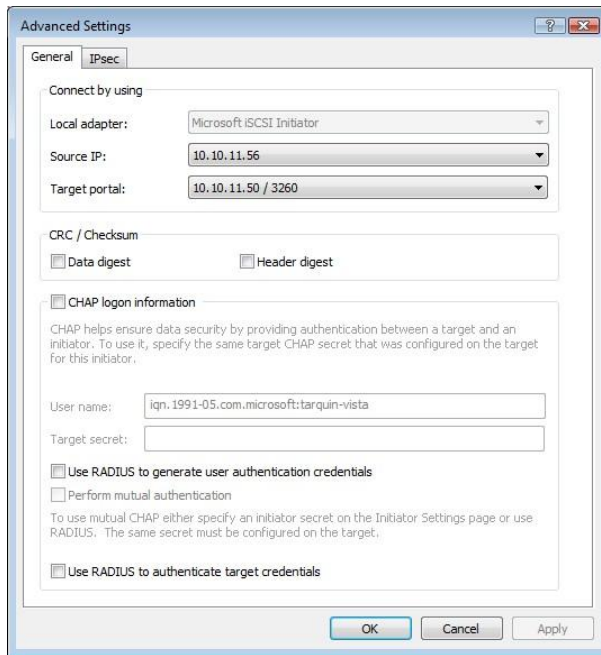 Advanced Settings
General IPsec
Connect by using
Local adapter: Microsoft iSCSI Initiator
Source IP: 10.10.11.56
Target portal: 10.10.11.50 / 3260
CRC / Checksum
Data digest Header digest
CHAP logon information
CHAP helps ensure data security by providing authentication between a target and an
initiator. To use it, specify the same target CHAP secret that was configured on the target
for this initiator.
User name: iqn.1991-05.com.microsoft:tarquin-vista
Target secret:
Use RADIUS to generate user authentication credentials
Perform mutual authentication
To use mutual CHAP either specify an initiator secret on the Initiator Settings page or use
RADIUS. The same secret must be configured on the target.
Use RADIUS to authenticate target credentials
OK Cancel Apply